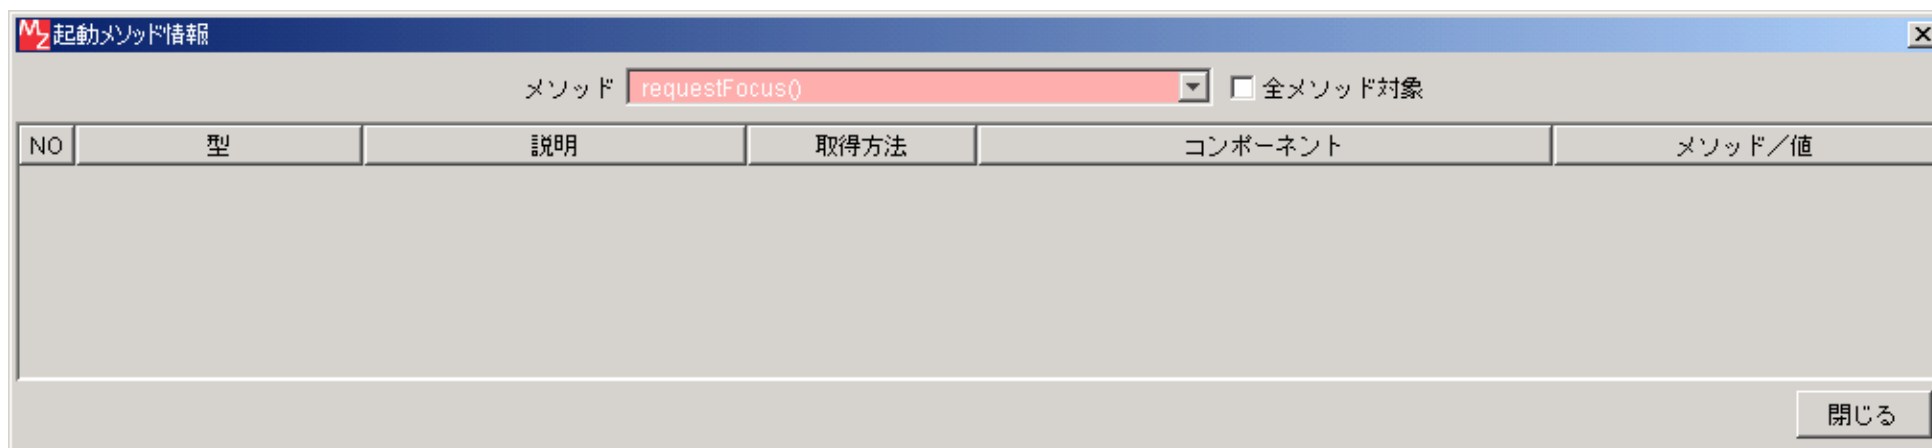 MZ 起動メソッド情報
メソッド requestFocus() 全メソッド対象
NO 型 説明 取得方法 コンポーネント メソッド／値
閉じる